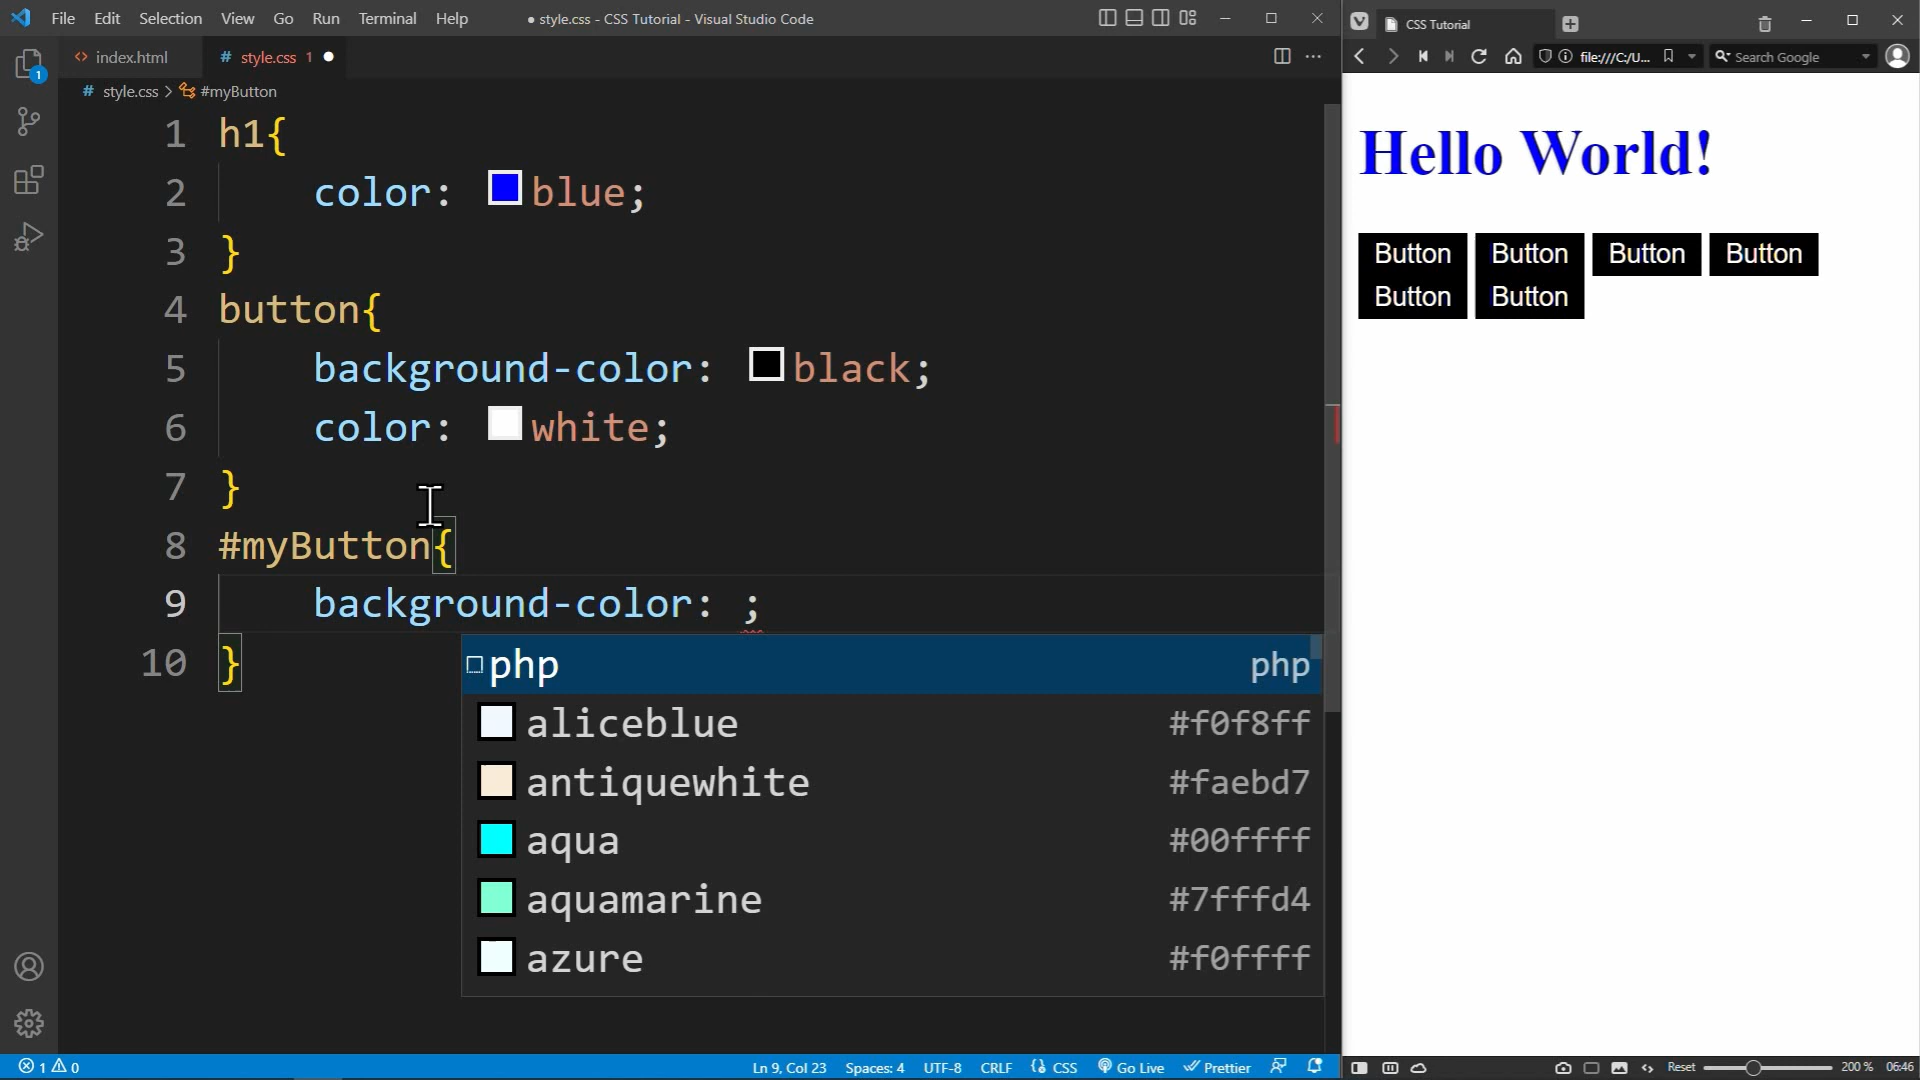 File Edit Selection View Go Run Terminal Help
● style.css - CSS Tutorial - Visual Studio Code
index.html
# style.css 1
# style.css > #myButton
1 h1{
2 color: blue;
3 }
4 button{
5 background-color: black;
6 color: white;
7 }
8 #myButton{
9 background-color: ;
10 }
php php
aliceblue #f0f8ff
antiquewhite #faebd7
aqua #00ffff
aquamarine #7fffd4
azure #f0ffff
1
1 0
Ln 9, Col 23 Spaces: 4 UTF-8 CRLF CSS Go Live Prettier
CSS Tutorial
file:///C:/U... Search Google
Hello World!
Button Button Button Button
Button Button
Reset 200 % 06:46